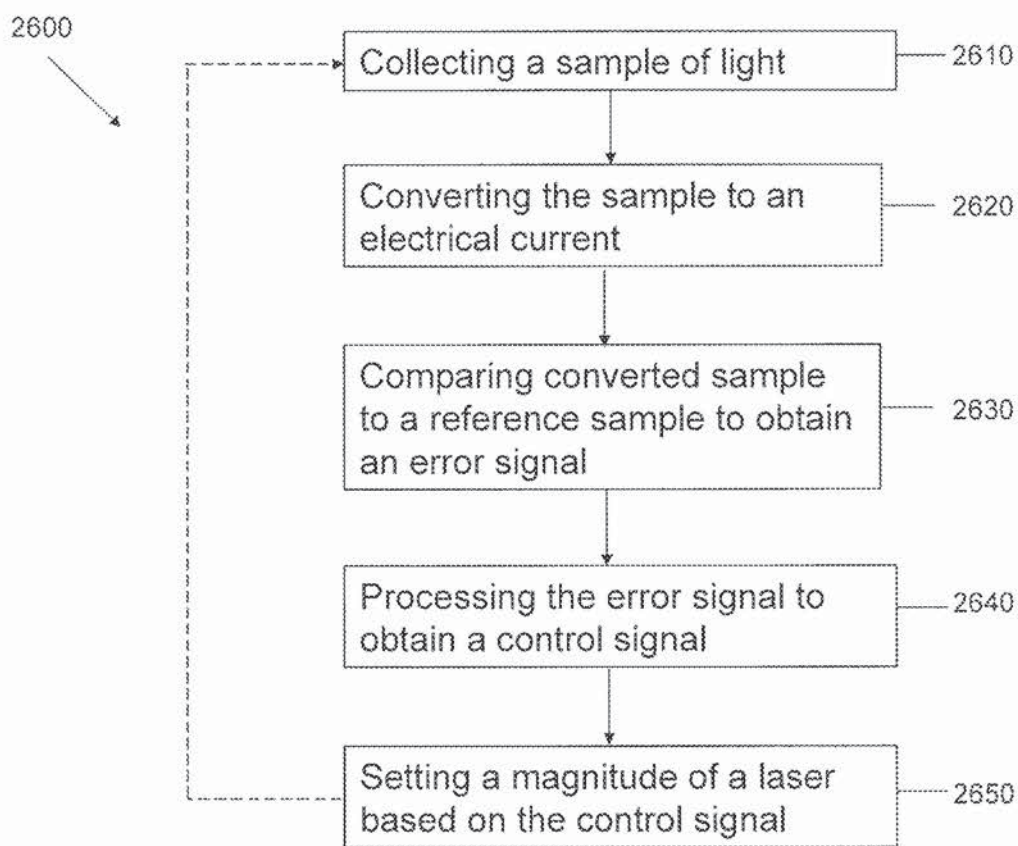 2600
Collecting a sample of light
2610
Converting the sample to an
electrical current
2620
Comparing converted sample
to a reference sample to obtain
an error signal
2630
Processing the error signal to
obtain a control signal
2640
Setting a magnitude of a laser
based on the control signal
2650